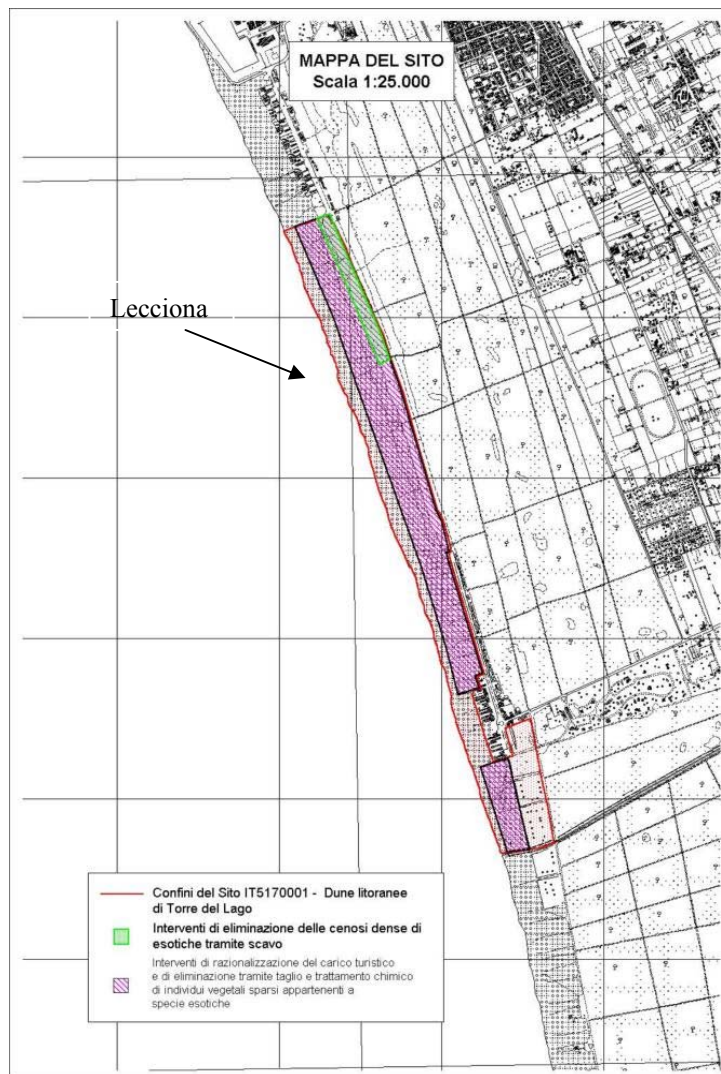 MAPPA DEL SITO
Scala 1:25.000
Lecciona
Confini del Sito IT5170001 - Dune litoranee
di Torre del Lago
Interventi di eliminazione delle cenosi dense di
esotiche tramite scavo
Interventi di razionalizzazione del carico turistico
e di eliminazione tramite taglio e trattamento chimico
di individui vegetali sparsi appartenenti a
specie esotiche